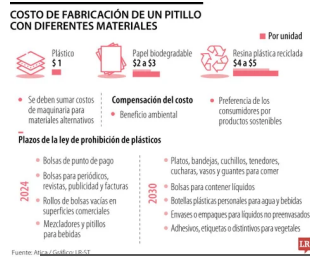 COSTO DE FABRICACIÓN DE UN PITILLO
CON DIFERENTES MATERIALES
Por unidad
Plástico
$ 1
Papel biodegradable
$2 a $3
Resina plástica reciclada
$4 a $5
Se deben sumar costos
de maquinaria para
materiales alternativos
Compensación del costo
Beneficio ambiental
Preferencia de los
consumidores por
productos sostenibles
Plazos de la ley de prohibición de plásticos
2024
Bolsas de punto de pago
Bolsas para periódicos,
revistas, publicidad y facturas
Rollos de bolsas vacías en
superficies comerciales
Mezcladores y pitillos
para bebidas
2030
Platos, bandejas, cuchillos, tenedores,
cucharas, vasos y guantes para comer
Bolsas para contener líquidos
Botellas plásticas personales para agua y bebidas
Envases o empaques para líquidos no preenvasados
Adhesivos, etiquetas o distintivos para vegetales
Fuente: Atica / Gráfico: LR-ST
LR